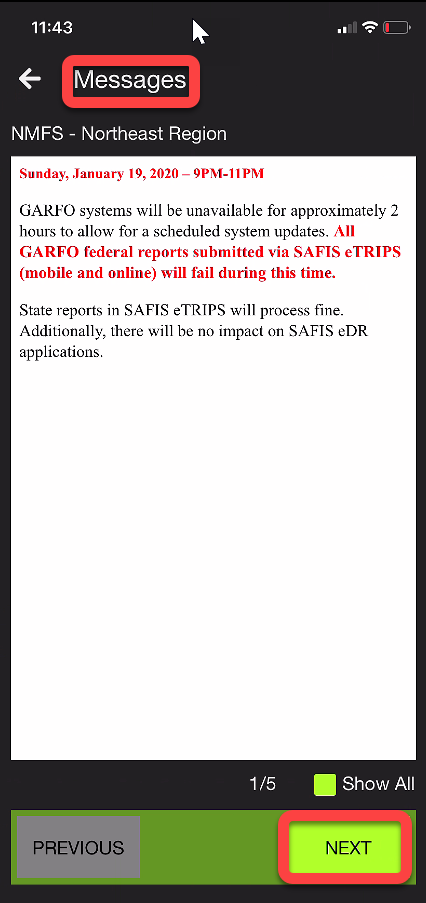 11:43
Messages
NMFS - Northeast Region
Sunday, January 19, 2020 – 9PM-11PM
GARFO systems will be unavailable for approximately 2
hours to allow for a scheduled system updates. All
GARFO federal reports submitted via SAFIS eTRIPS
(mobile and online) will fail during this time.
State reports in SAFIS eTRIPS will process fine.
Additionally, there will be no impact on SAFIS eDR
applications.
1/5 Show All
PREVIOUS NEXT